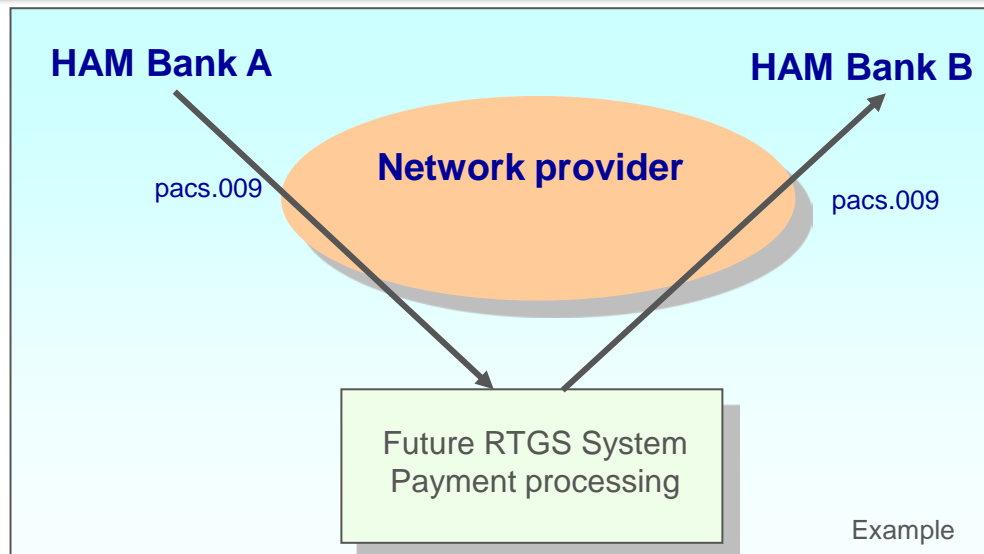 HAM Bank A
HAM Bank B
Network provider
pacs.009
pacs.009
Future RTGS System
Payment processing
Example